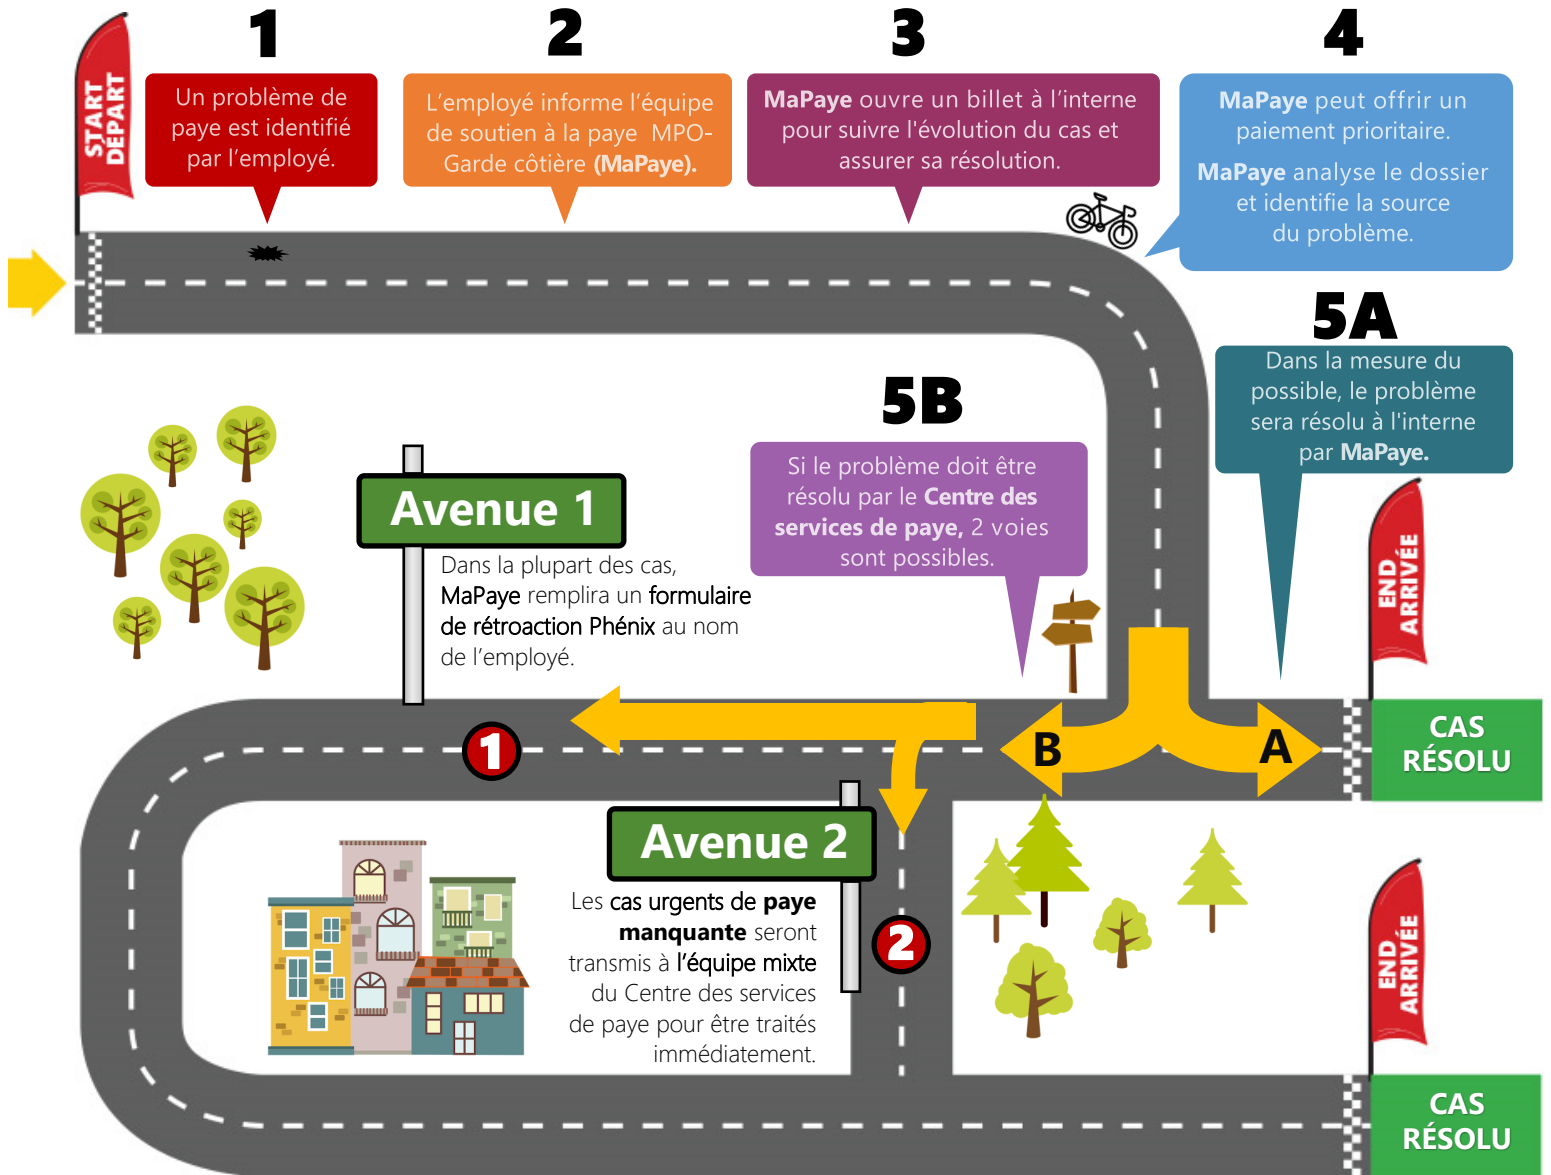 START
DÉPART
1
Un problème de
paye est identifié
par l’employé.
2
L’employé informe l’équipe
de soutien à la paye MPO-
Garde côtière (MaPaye).
3
MaPaye ouvre un billet à l’interne
pour suivre l'évolution du cas et
assurer sa résolution.
4
MaPaye peut offrir un
paiement prioritaire.
MaPaye analyse le dossier
et identifie la source
du problème.
5A
Dans la mesure du
possible, le problème
sera résolu à l'interne
par MaPaye.
5B
Si le problème doit être
résolu par le Centre des
services de paye, 2 voies
sont possibles.
Avenue 1
Dans la plupart des cas,
MaPaye remplira un formulaire
de rétroaction Phénix au nom
de l’employé.
END
ARRIVÉE
1
B
A
CAS
RÉSOLU
Avenue 2
Les cas urgents de paye
manquante seront
transmis à l’équipe mixte
du Centre des services
de paye pour être traités
immédiatement.
2
END
ARRIVÉE
CAS
RÉSOLU